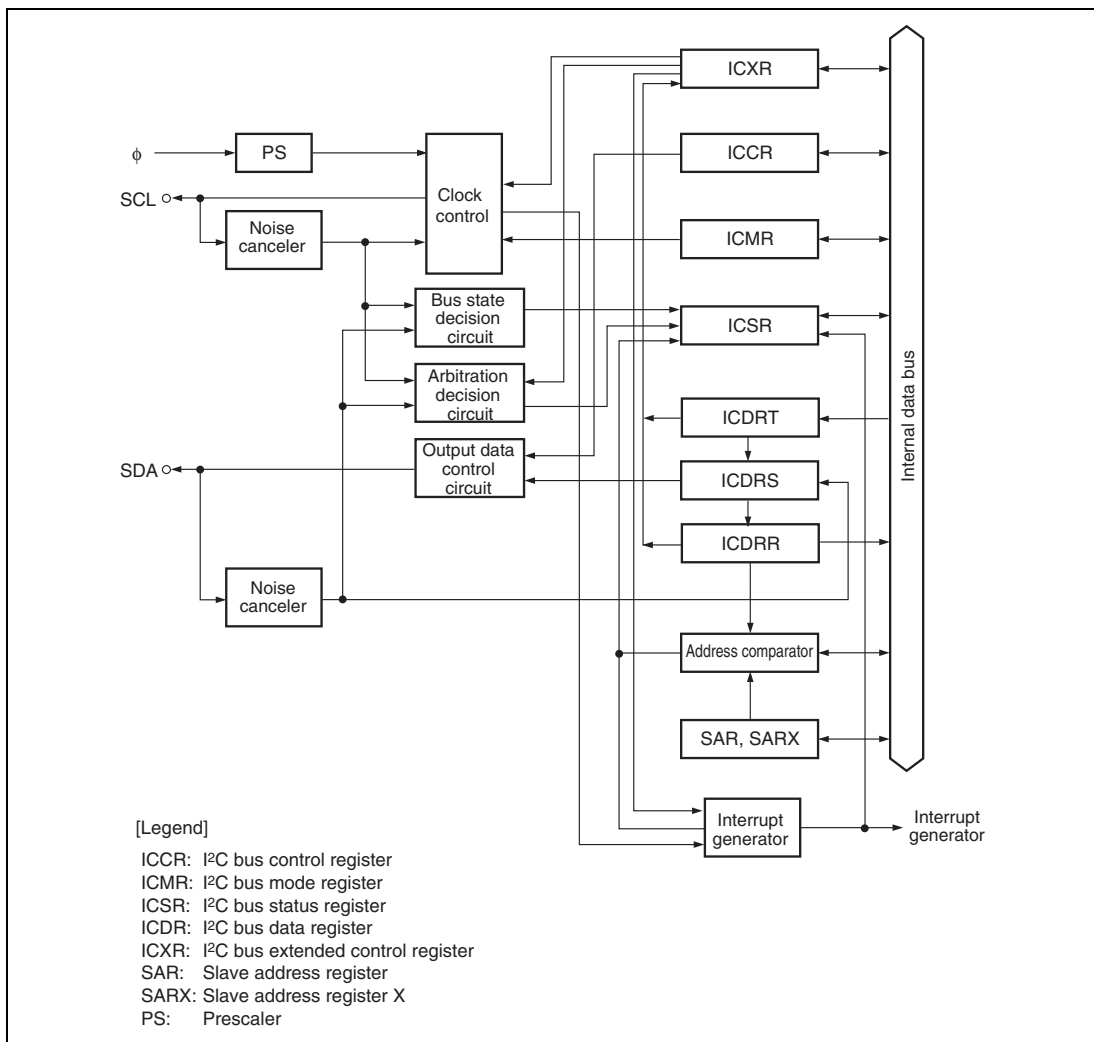 ICXR
ϕ
PS
ICCR
SCL
Clock
control
Noise
canceler
ICMR
Bus state
decision
circuit
ICSR
Arbitration
decision
circuit
Internal data bus
ICDRT
SDA
Output data
control
circuit
ICDRS
ICDRR
Noise
canceler
Address comparator
SAR, SARX
Interrupt
generator
Interrupt
generator
[Legend]
ICCR: I²C bus control register
ICMR: I²C bus mode register
ICSR: I²C bus status register
ICDR: I²C bus data register
ICXR: I²C bus extended control register
SAR: Slave address register
SARX: Slave address register X
PS: Prescaler